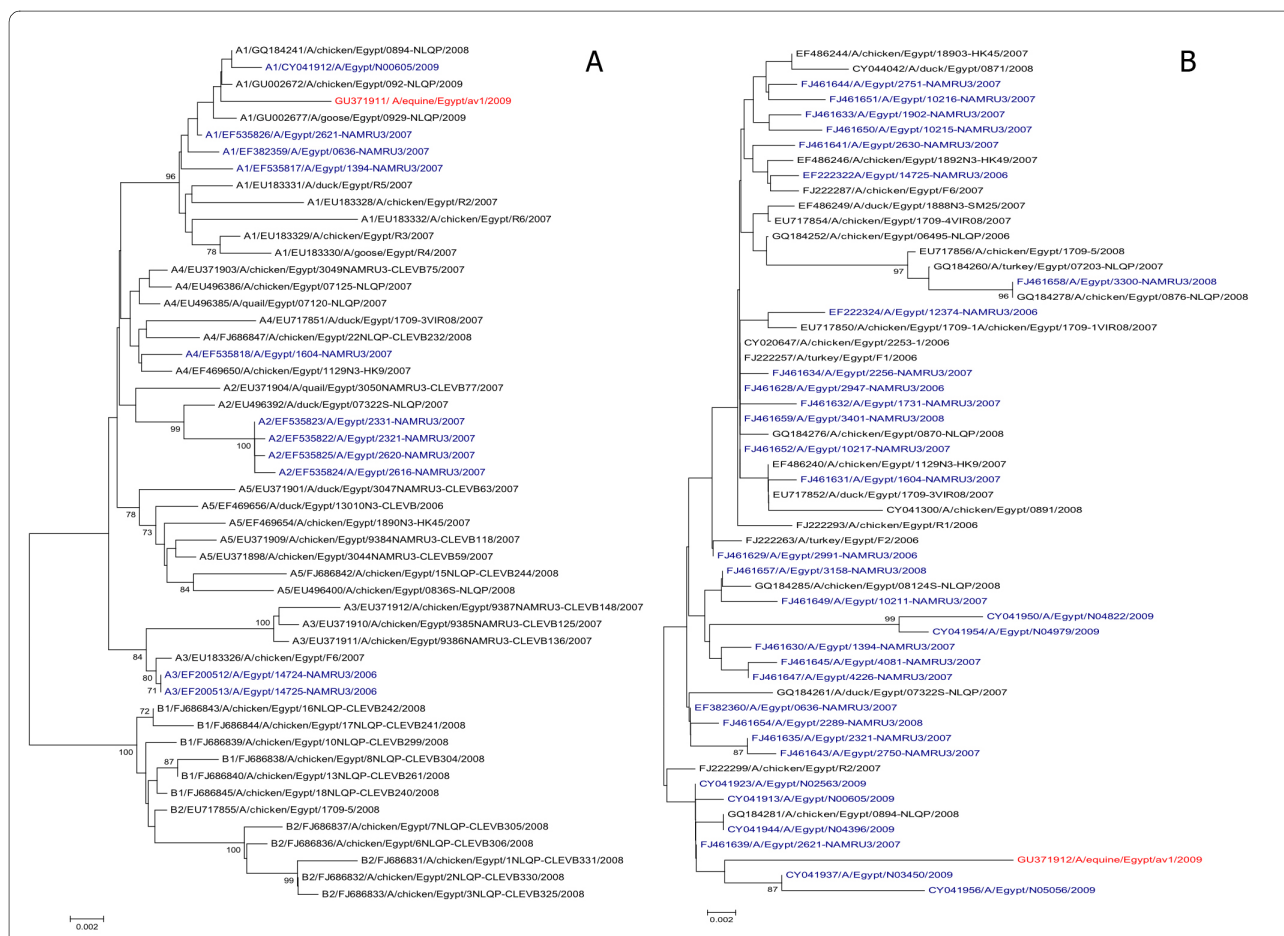 A
A1/GQ184241/A/chicken/Egypt/0894-NLQP/2008
A1/CY041912/A/Egypt/N00605/2009
A1/GU002672/A/chicken/Egypt/092-NLQP/2009
GU371911/ A/equine/Egypt/av1/2009
A1/GU002677/A/goose/Egypt/0929-NLQP/2009
A1/EF535826/A/Egypt/2621-NAMRU3/2007
A1/EF382359/A/Egypt/0636-NAMRU3/2007
A1/EF535817/A/Egypt/1394-NAMRU3/2007
96
A1/EU183331/A/duck/Egypt/R5/2007
A1/EU183328/A/chicken/Egypt/R2/2007
A1/EU183332/A/chicken/Egypt/R6/2007
A1/EU183329/A/chicken/Egypt/R3/2007
78
A1/EU183330/A/goose/Egypt/R4/2007
A4/EU371903/A/chicken/Egypt/3049NAMRU3-CLEVB75/2007
A4/EU496386/A/chicken/Egypt/07125-NLQP/2007
A4/EU496385/A/quail/Egypt/07120-NLQP/2007
A4/EU717851/A/duck/Egypt/1709-3VIR08/2007
A4/FJ686847/A/chicken/Egypt/22NLQP-CLEVB232/2008
A4/EF535818/A/Egypt/1604-NAMRU3/2007
A4/EF469650/A/chicken/Egypt/1129N3-HK9/2007
A2/EU371904/A/quail/Egypt/3050NAMRU3-CLEVB77/2007
A2/EU496392/A/duck/Egypt/07322S-NLQP/2007
99
A2/EF535823/A/Egypt/2331-NAMRU3/2007
A2/EF535822/A/Egypt/2321-NAMRU3/2007
100
A2/EF535825/A/Egypt/2620-NAMRU3/2007
A2/EF535824/A/Egypt/2616-NAMRU3/2007
A5/EU371901/A/duck/Egypt/3047NAMRU3-CLEVB63/2007
78
A5/EF469656/A/duck/Egypt/13010N3-CLEVB/2006
A5/EF469654/A/chicken/Egypt/1890N3-HK45/2007
73
A5/EU371909/A/chicken/Egypt/9384NAMRU3-CLEVB118/2007
A5/EU371898/A/chicken/Egypt/3044NAMRU3-CLEVB59/2007
A5/FJ686842/A/chicken/Egypt/15NLQP-CLEVB244/2008
84
A5/EU496400/A/chicken/Egypt/0836S-NLQP/2008
A3/EU371912/A/chicken/Egypt/9387NAMRU3-CLEVB148/2007
100
A3/EU371910/A/chicken/Egypt/9385NAMRU3-CLEVB125/2007
A3/EU371911/A/chicken/Egypt/9386NAMRU3-CLEVB136/2007
84
A3/EU183326/A/chicken/Egypt/F6/2007
80
A3/EF200512/A/Egypt/14724-NAMRU3/2006
71
A3/EF200513/A/Egypt/14725-NAMRU3/2006
B1/FJ686843/A/chicken/Egypt/16NLQP-CLEVB242/2008
72
B1/FJ686844/A/chicken/Egypt/17NLQP-CLEVB241/2008
100
B1/FJ686839/A/chicken/Egypt/10NLQP-CLEVB299/2008
B1/FJ686838/A/chicken/Egypt/8NLQP-CLEVB304/2008
87
B1/FJ686840/A/chicken/Egypt/13NLQP-CLEVB261/2008
B1/FJ686845/A/chicken/Egypt/18NLQP-CLEVB240/2008
B2/EU717855/A/chicken/Egypt/1709-5/2008
B2/FJ686837/A/chicken/Egypt/7NLQP-CLEVB305/2008
B2/FJ686836/A/chicken/Egypt/6NLQP-CLEVB306/2008
100
B2/FJ686831/A/chicken/Egypt/1NLQP-CLEVB331/2008
B2/FJ686832/A/chicken/Egypt/2NLQP-CLEVB330/2008
99
B2/FJ686833/A/chicken/Egypt/3NLQP-CLEVB325/2008
0.002
B
EF486244/A/chicken/Egypt/18903-HK45/2007
CY044042/A/duck/Egypt/0871/2008
FJ461644/A/Egypt/2751-NAMRU3/2007
FJ461651/A/Egypt/10216-NAMRU3/2007
FJ461633/A/Egypt/1902-NAMRU3/2007
FJ461650/A/Egypt/10215-NAMRU3/2007
FJ461641/A/Egypt/2630-NAMRU3/2007
EF486246/A/chicken/Egypt/1892N3-HK49/2007
EF222322A/Egypt/14725-NAMRU3/2006
FJ222287/A/chicken/Egypt/F6/2007
EF486249/A/duck/Egypt/1888N3-SM25/2007
EU717854/A/chicken/Egypt/1709-4VIR08/2007
GQ184252/A/chicken/Egypt/06495-NLQP/2006
EU717856/A/chicken/Egypt/1709-5/2008
97
GQ184260/A/turkey/Egypt/07203-NLQP/2007
FJ461658/A/Egypt/3300-NAMRU3/2008
96
GQ184278/A/chicken/Egypt/0876-NLQP/2008
EF222324/A/Egypt/12374-NAMRU3/2006
EU717850/A/chicken/Egypt/1709-1A/chicken/Egypt/1709-1VIR08/2007
CY020647/A/chicken/Egypt/2253-1/2006
FJ222257/A/turkey/Egypt/F1/2006
FJ461634/A/Egypt/2256-NAMRU3/2007
FJ461628/A/Egypt/2947-NAMRU3/2006
FJ461632/A/Egypt/1731-NAMRU3/2007
FJ461659/A/Egypt/3401-NAMRU3/2008
GQ184276/A/chicken/Egypt/0870-NLQP/2008
FJ461652/A/Egypt/10217-NAMRU3/2007
EF486240/A/chicken/Egypt/1129N3-HK9/2007
FJ461631/A/Egypt/1604-NAMRU3/2007
EU717852/A/duck/Egypt/1709-3VIR08/2007
CY041300/A/chicken/Egypt/0891/2008
FJ222293/A/chicken/Egypt/R1/2006
FJ222263/A/turkey/Egypt/F2/2006
FJ461629/A/Egypt/2991-NAMRU3/2006
FJ461657/A/Egypt/3158-NAMRU3/2008
GQ184285/A/chicken/Egypt/08124S-NLQP/2008
FJ461649/A/Egypt/10211-NAMRU3/2007
CY041950/A/Egypt/N04822/2009
99
CY041954/A/Egypt/N04979/2009
FJ461630/A/Egypt/1394-NAMRU3/2007
FJ461645/A/Egypt/4081-NAMRU3/2007
FJ461647/A/Egypt/4226-NAMRU3/2007
GQ184261/A/duck/Egypt/07322S-NLQP/2007
EF382360/A/Egypt/0636-NAMRU3/2007
FJ461654/A/Egypt/2289-NAMRU3/2008
FJ461635/A/Egypt/2321-NAMRU3/2007
87
FJ461643/A/Egypt/2750-NAMRU3/2007
FJ222299/A/chicken/Egypt/R2/2007
CY041923/A/Egypt/N02563/2009
CY041913/A/Egypt/N00605/2009
GQ184281/A/chicken/Egypt/0894-NLQP/2008
CY041944/A/Egypt/N04396/2009
FJ461639/A/Egypt/2621-NAMRU3/2007
GU371912/A/equine/Egypt/av1/2009
CY041937/A/Egypt/N03450/2009
87
CY041956/A/Egypt/N05056/2009
0.002